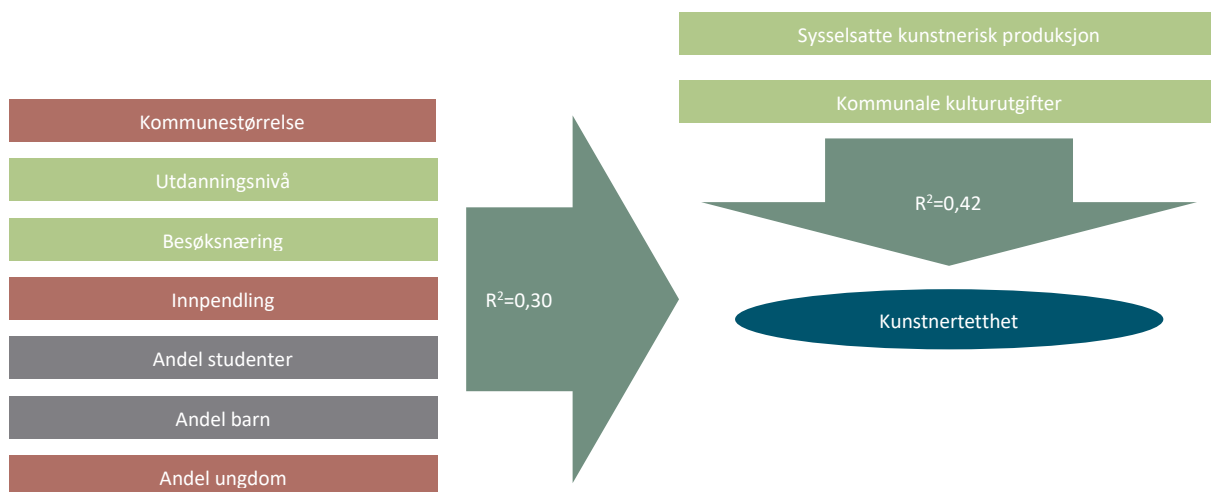 Kommunestørrelse
Utdanningsnivå
Besøksnæring
Innpendling
Andel studenter
Andel barn
Andel ungdom
R²=0,30
Sysselsatte kunstnerisk produksjon
Kommunale kulturutgifter
R²=0,42
Kunstnertetthet